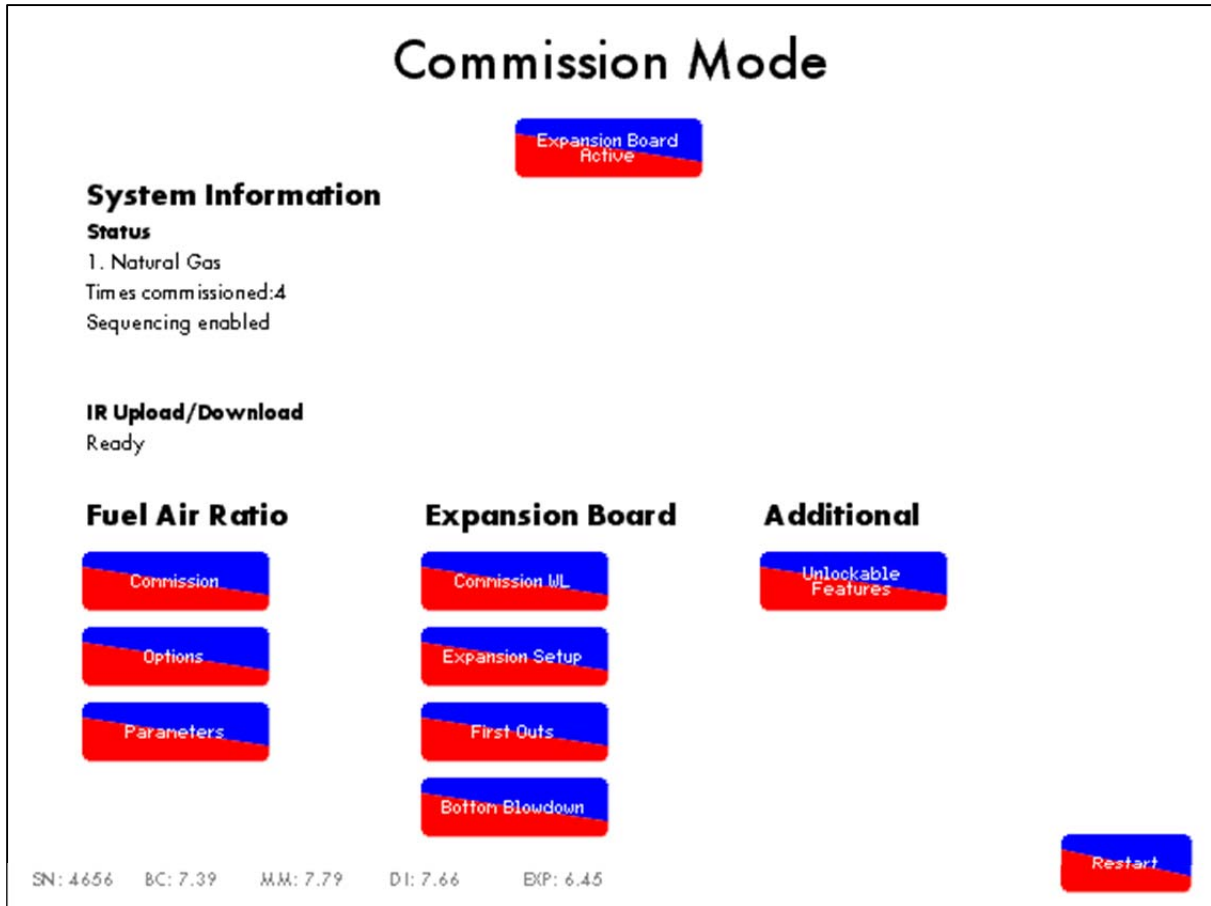 Commission Mode
Expansion Board
Active
System Information
Status
1. Natural Gas
Times commissioned:4
Sequencing enabled
IR Upload/Download
Ready
Fuel Air Ratio
Commission
Options
Parameters
Expansion Board
Commission WL
Expansion Setup
First Outs
Bottom Blowdown
Additional
Unlockable
Features
Restart
SN: 4656 BC: 7.39 MM: 7.79 DI: 7.66 EXP: 6.45